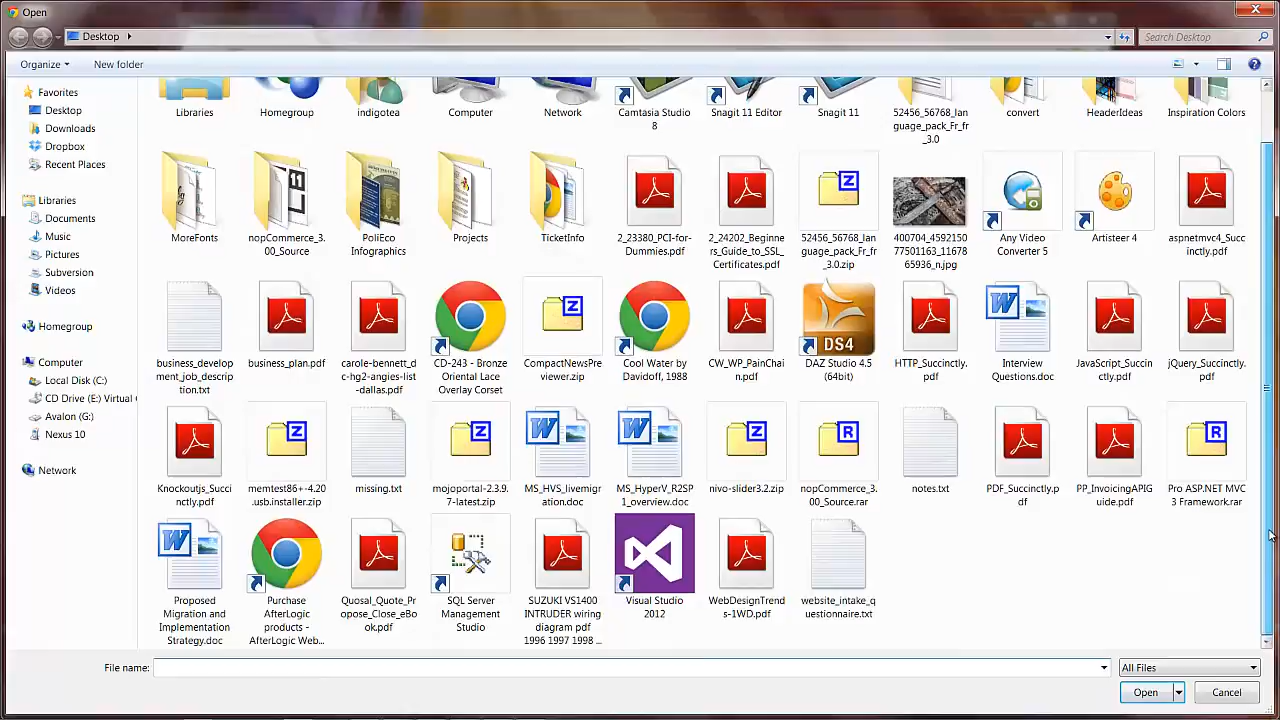 Open
Desktop
Search Desktop
Organize
New folder
Favorites
Desktop
Downloads
Dropbox
Recent Places
Libraries
Documents
Music
Pictures
Subversion
Videos
Homegroup
Computer
Local Disk (C:)
CD Drive (E:) Virtual
Avalon (G:)
Nexus 10
Network
Libraries
Homegroup
indigotea
Computer
Network
Camtasia Studio
8
Snagit 11 Editor
Snagit 11
52456_56768_lan
guage_pack_Fr_fr
_3.0
convert
HeaderIdeas
Inspiration Colors
MoreFonts
nopCommerce_3.
00_Source
PoliEco
Infographics
Projects
TicketInfo
2_23380_PCI-for-
Dummies.pdf
2_24202_Beginne
rs_Guide_to_SSL_
Certificates.pdf
52456_56768_lan
guage_pack_Fr_fr
_3.0.zip
400704_4592150
77501163_11678
65936_n.jpg
Any Video
Converter 5
Artisteer 4
aspnetmvc4_Succ
inctly.pdf
business_develop
ment_job_descrip
tion.txt
business_plan.pdf
carole-bennett_d
c-hg2-angies-list
-dallas.pdf
CD-243 - Bronze
Oriental Lace
Overlay Corset
CompactNewsPre
viewer.zip
Cool Water by
Davidoff, 1988
CW_WP_PainChai
n.pdf
DS4
DAZ Studio 4.5
(64bit)
HTTP_Succinctly.
pdf
Interview
Questions.doc
JavaScript_Succin
ctly.pdf
jQuery_Succinctly.
pdf
Knockoutjs_Succi
nctly.pdf
memtest86+-4.20
.usb.installer.zip
missing.txt
mojoportal-2.3.9.
7-latest.zip
MS_HVS_livemigr
ation.doc
MS_HyperV_R2SP
1_overview.doc
nivo-slider3.2.zip
nopCommerce_3.
00_Source.rar
notes.txt
PDF_Succinctly.p
df
PP_InvoicingAPIG
uide.pdf
Pro ASP.NET MVC
3 Framework.rar
Proposed
Migration and
Implementation
Strategy.doc
Purchase
AfterLogic
products -
AfterLogic Web...
Quosal_Quote_Pr
opose_Close_eBo
ok.pdf
SQL Server
Management
Studio
SUZUKI VS1400
INTRUDER wiring
diagram pdf
1996 1997 1998 ...
Visual Studio
2012
WebDesignTrend
s-1WD.pdf
website_intake_q
uestionnaire.txt
File name:
All Files
Open
Cancel